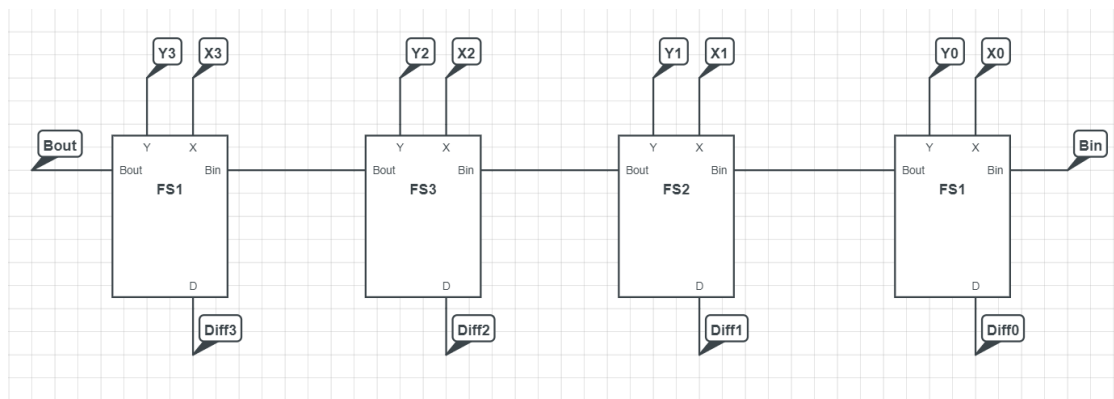 Y3 X3 Y2 X2 Y1 X1 Y0 X0
Bout Bin
Y X Y X Y X Y X
Bout Bin Bout Bin Bout Bin Bout Bin
FS1 FS3 FS2 FS1
D D D D
Diff3 Diff2 Diff1 Diff0